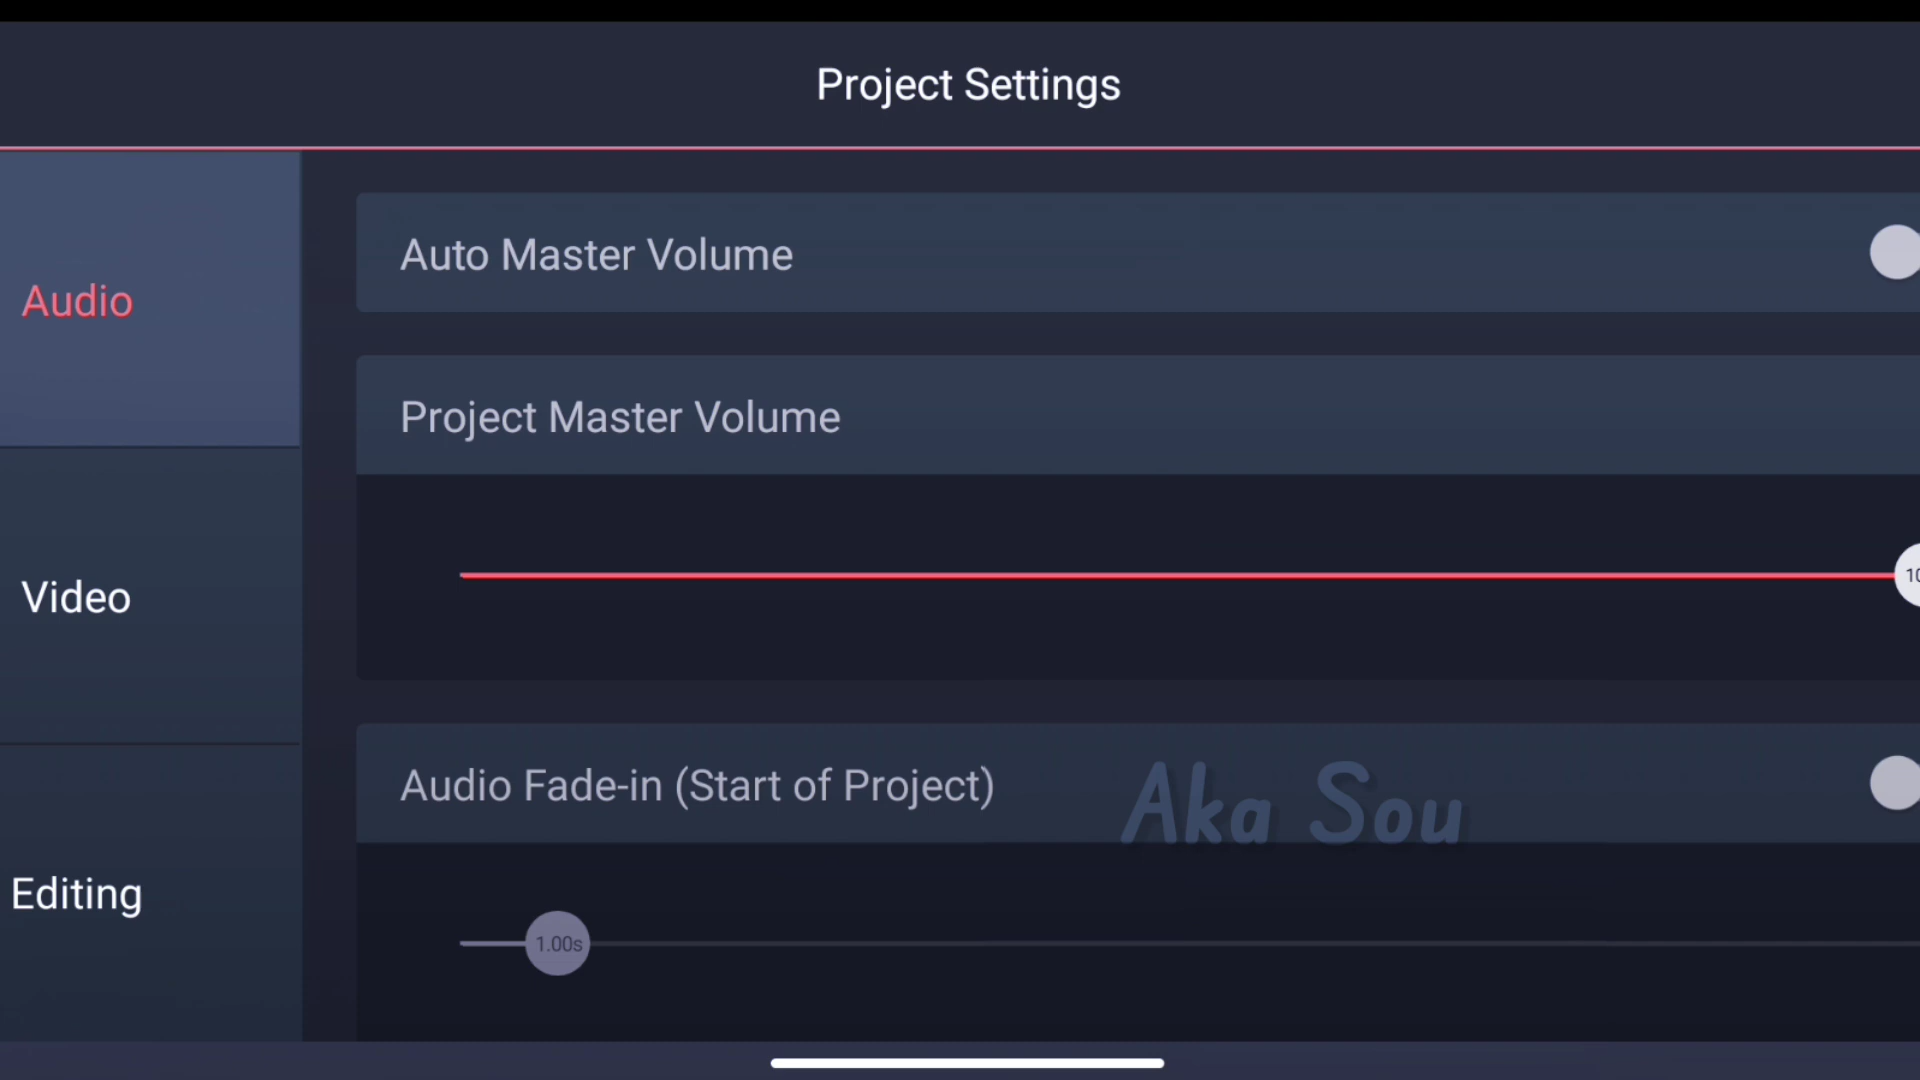 Project Settings
Audio
Video
Editing
Auto Master Volume
Project Master Volume
Audio Fade-in (Start of Project)
1.00s
Aka Sou